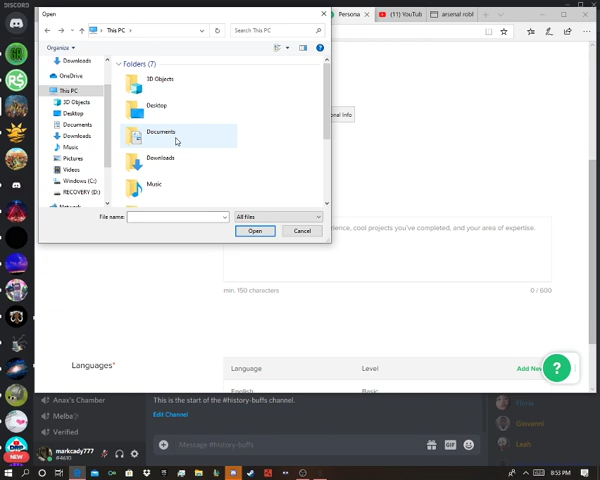 DISCORD
Open
Persona
(11) YouTube
arsenal robl
This PC
Search This PC
Organize
Folders (7)
Downloads
OneDrive
This PC
3D Objects
Desktop
Documents
Downloads
Music
Pictures
Videos
Windows (C:)
RECOVERY (D:)
Network
3D Objects
Desktop
Documents
Downloads
Music
File name:
All files
Open
Cancel
nal Info
ience, cool projects you've completed, and your area of expertise.
min. 150 characters
0 / 600
Languages*
Language
Level
Add New
English
Basic
?
Anax's Chamber
Melba
Verified
This is the start of the #history-buffs channel.
Edit Channel
Giovanni
Leah
NEW
markcady777
#4610
Message #history-buffs
GIF
8:53 PM